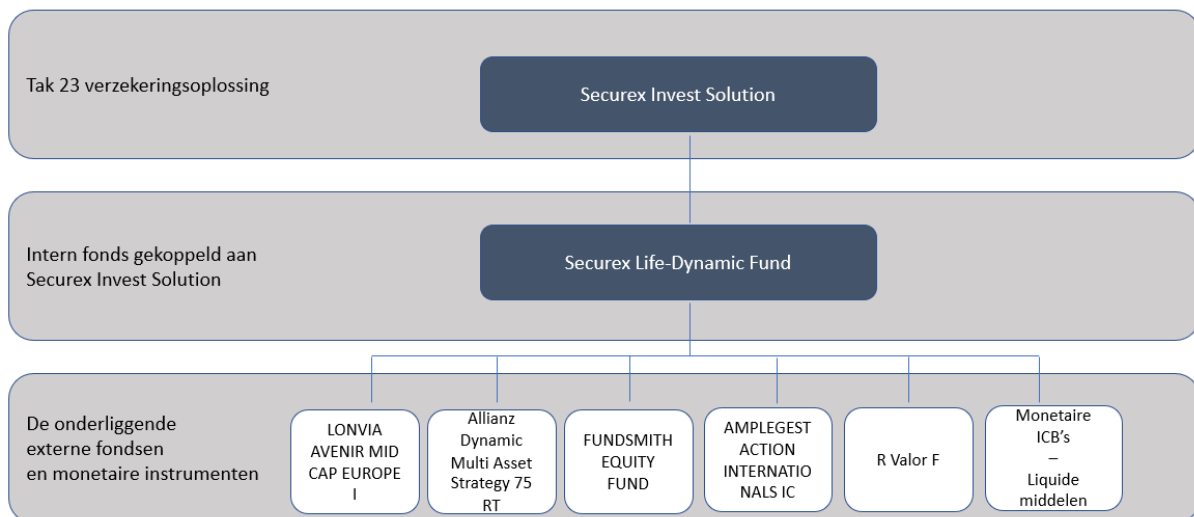 Tak 23 verzekeringsoplossing
Securex Invest Solution
Intern fonds gekoppeld aan
Securex Invest Solution
Securex Life-Dynamic Fund
De onderliggende
externe fondsen
en monetaire instrumenten
LONVIA
AVENIR MID
CAP EUROPE
I
Allianz
Dynamic
Multi Asset
Strategy 75
RT
FUNDSMITH
EQUITY
FUND
AMPLEGEST
ACTION
INTERNATIO
NALS IC
R Valor F
Monetaire
ICB’s
–
Liquide
middelen